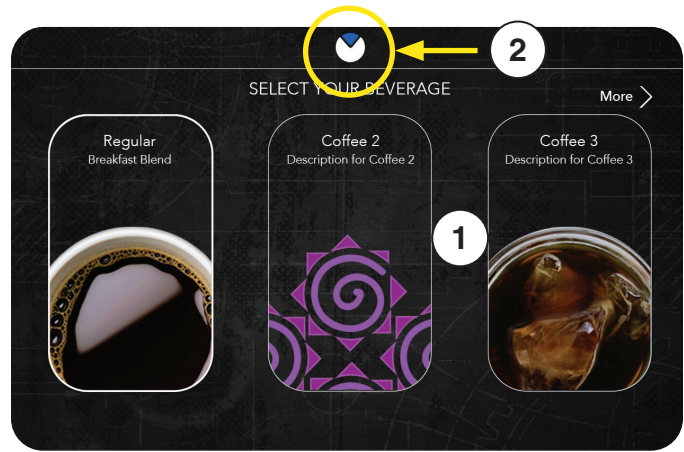 2
SELECT YOUR BEVERAGE
More
Regular
Breakfast Blend
Coffee 2
Description for Coffee 2
Coffee 3
Description for Coffee 3
1